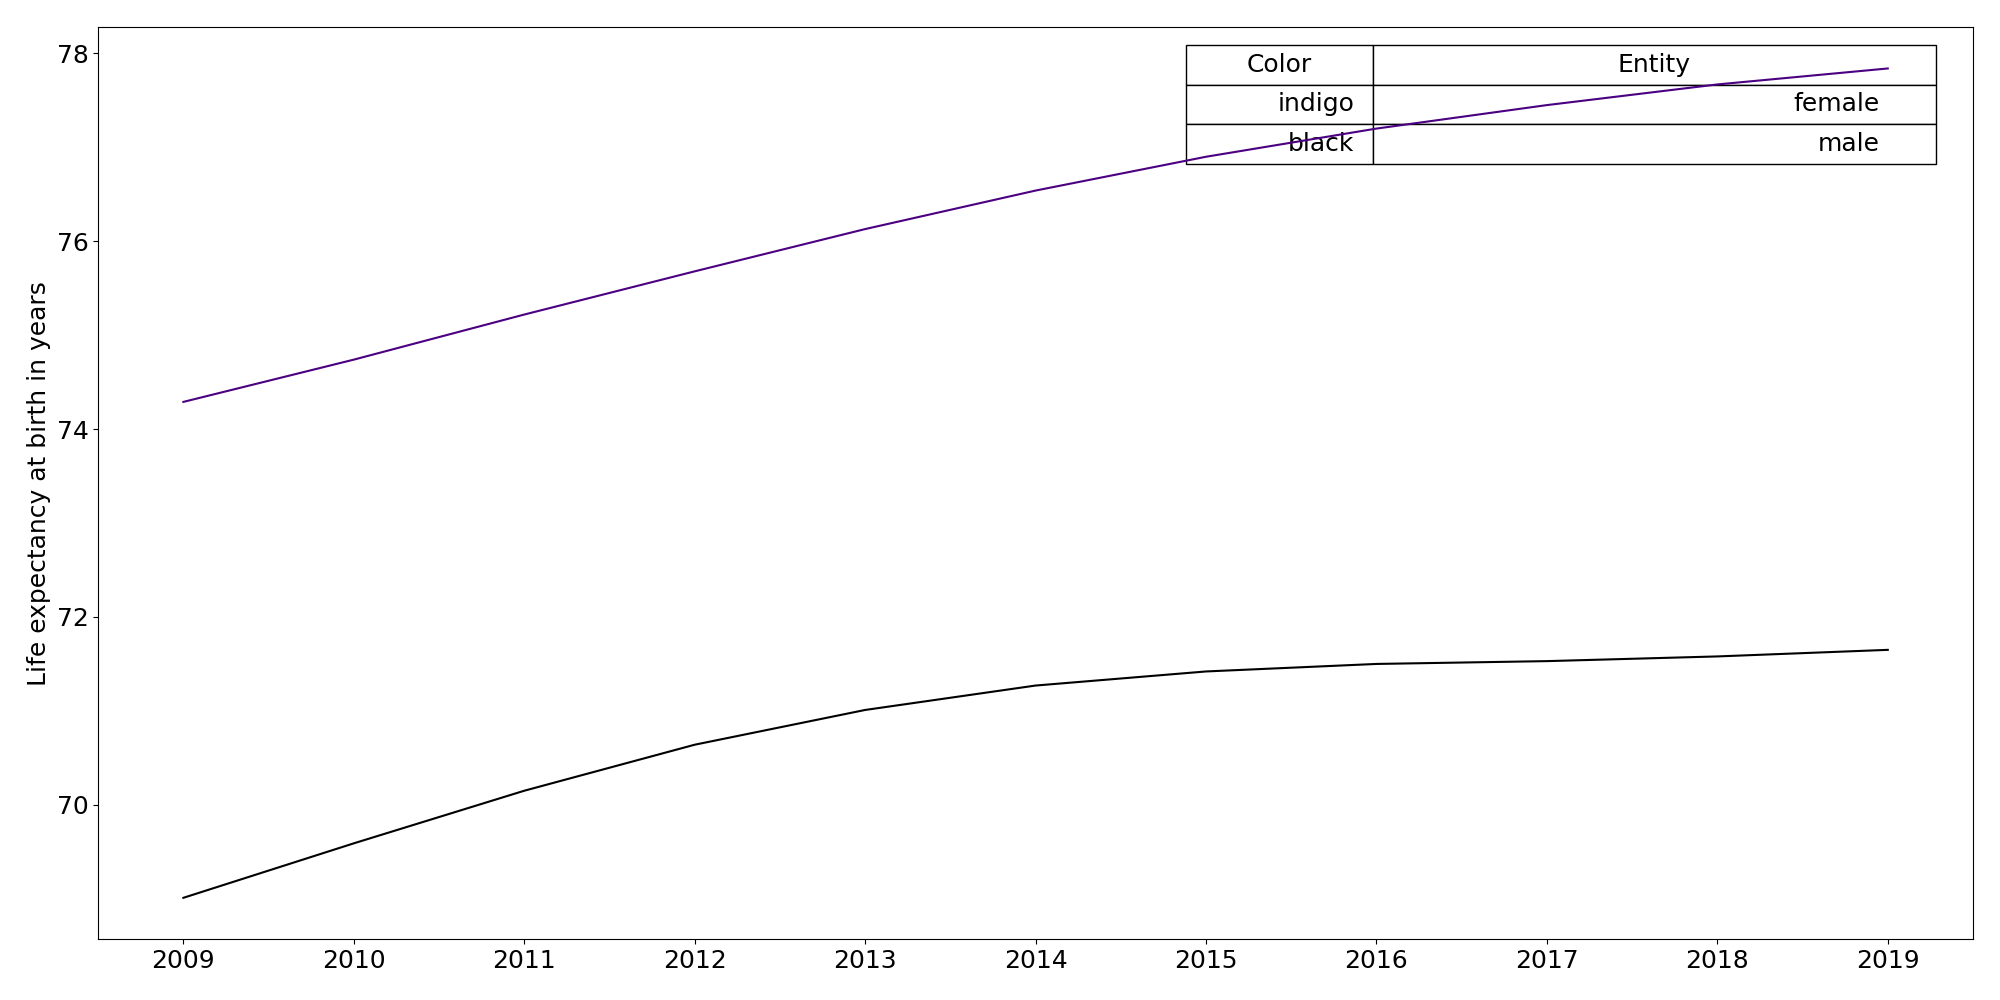 78
76
74
72
70
Life expectancy at birth in years
Color Entity
indigo female
black male
2009 2010 2011 2012 2013 2014 2015 2016 2017 2018 2019